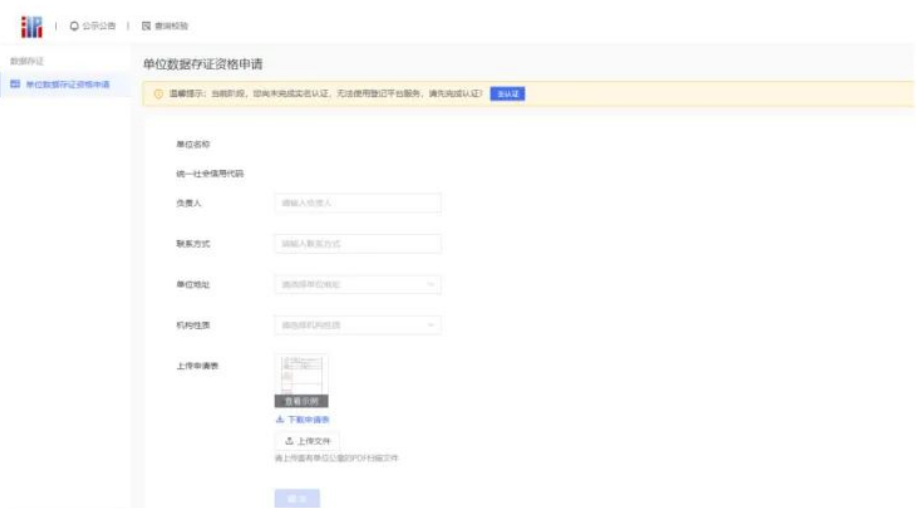 公示公告
查询校验
数据存证
单位数据存证资格申请
单位数据存证资格申请
温馨提示：当前阶段，您尚未完成实名认证，无法使用登记平台服务，请先完成认证！ 去认证
单位名称
统一社会信用代码
负责人 请输入负责人
联系方式 请输入联系方式
单位地址 请选择单位地址
机构性质 请选择机构性质
上传申请表
查看示例
下载申请表
上传文件
请上传盖有单位公章的PDF扫描文件
提交